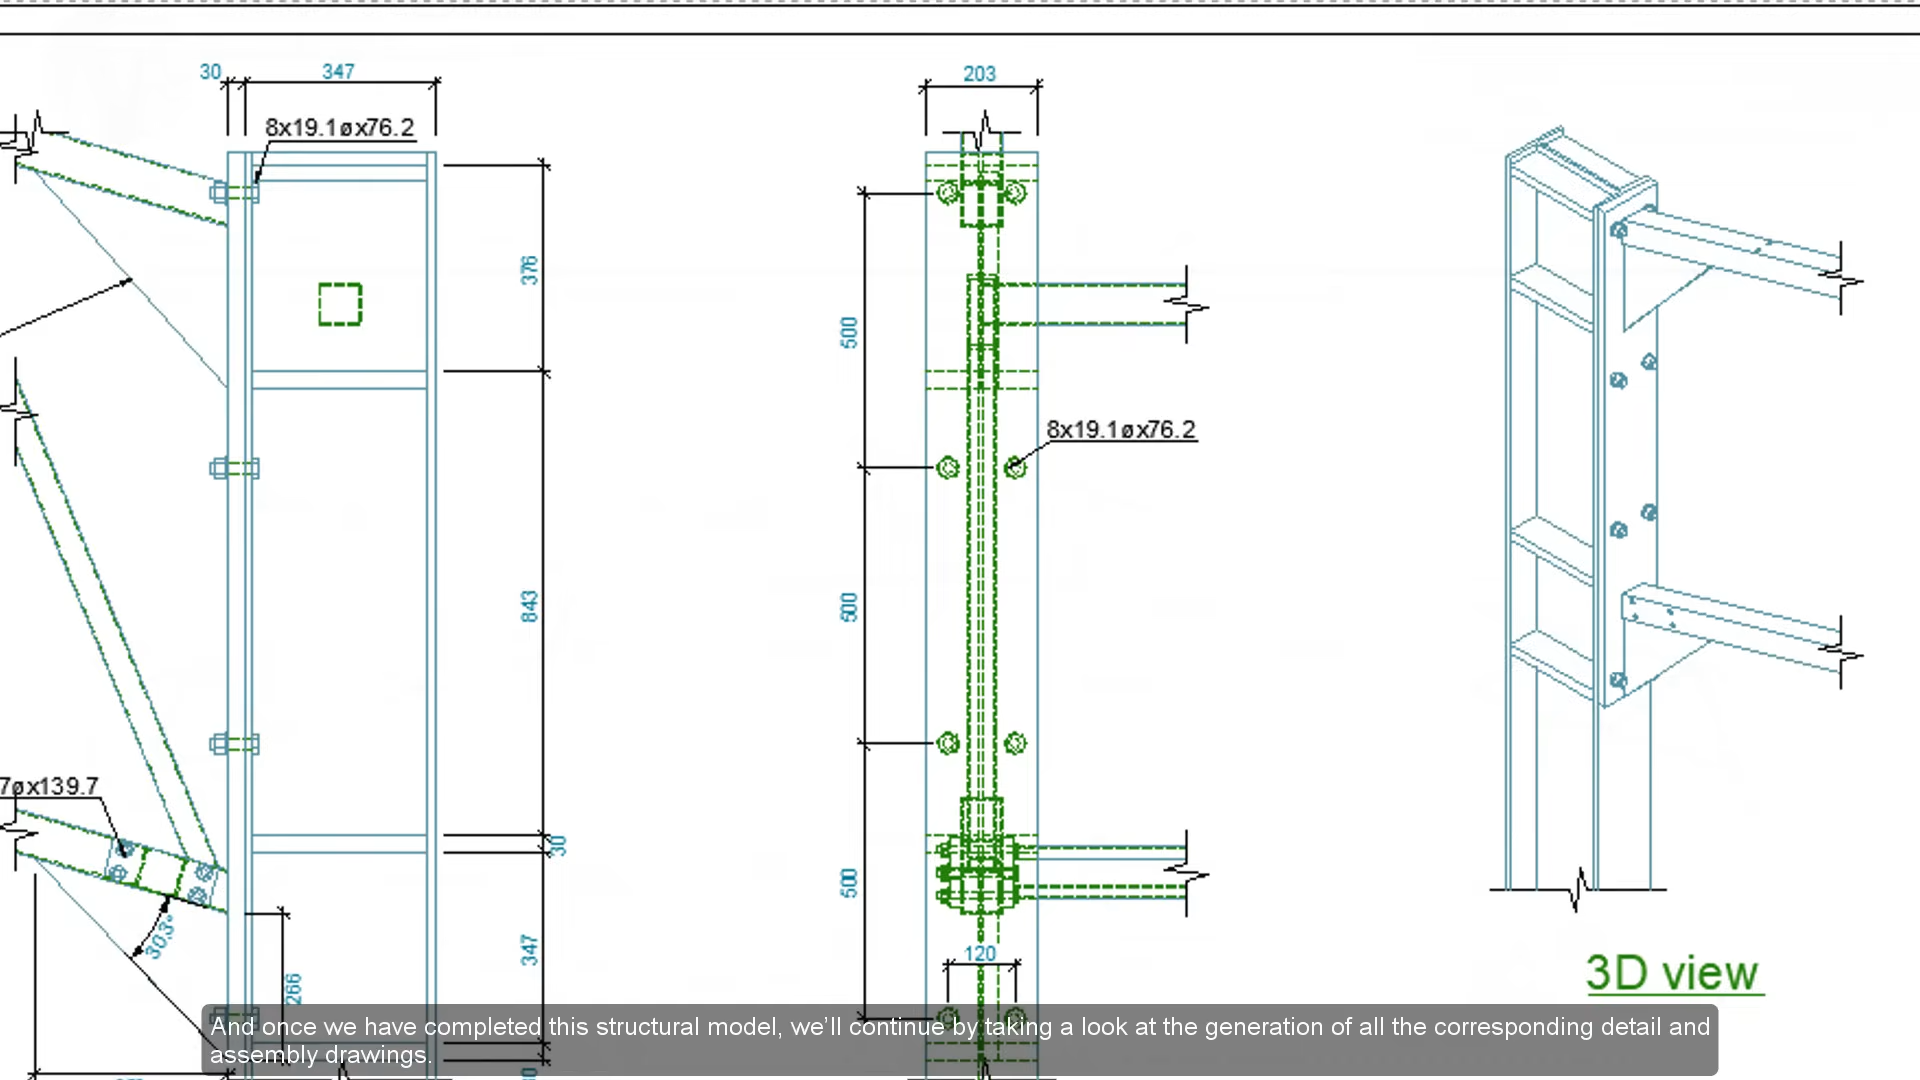 30
347
8x19.1øx76.2
203
376
500
8x19.1øx76.2
843
500
7øx139.7
30
500
30.3°
347
266
120
3D view
And once we have completed this structural model, we'll continue by taking a look at the generation of all the corresponding detail and
assembly drawings.